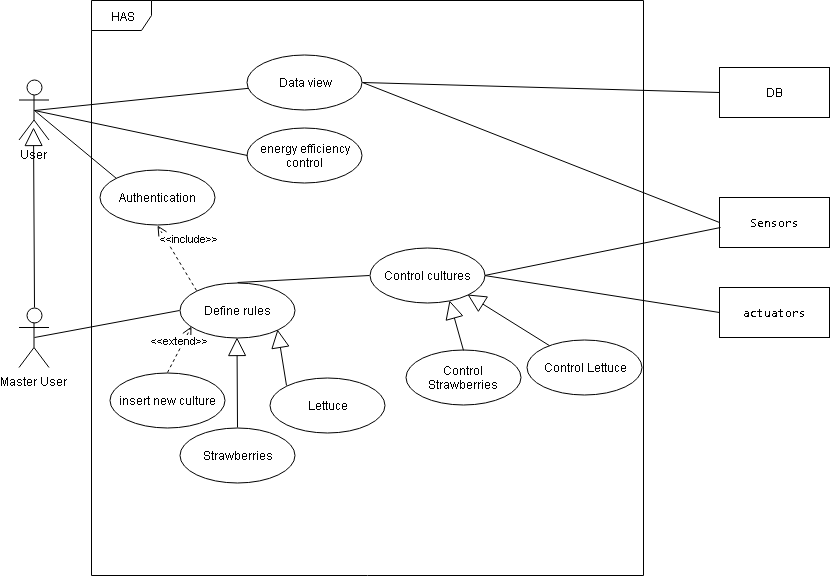 HAS
Data view
DB
energy efficiency
control
User
Authentication
Sensors
<<include>>
Control cultures
Define rules
actuators
<<extend>>
Master User
Control
Strawberries
Control Lettuce
insert new culture
Lettuce
Strawberries